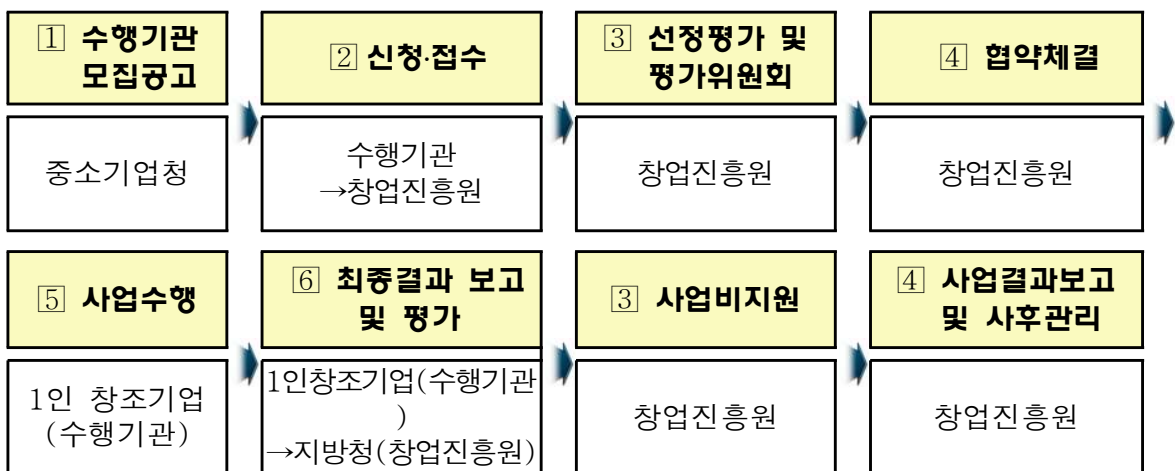 1 수행기관
모집공고
2 신청·접수
3 선정평가 및
평가위원회
4 협약체결
중소기업청
수행기관
→창업진흥원
창업진흥원
창업진흥원
5 사업수행
6 최종결과 보고
및 평가
3 사업비지원
4 사업결과보고
및 사후관리
1인 창조기업
(수행기관)
1인창조기업(수행기관
)
→지방청(창업진흥원)
창업진흥원
창업진흥원